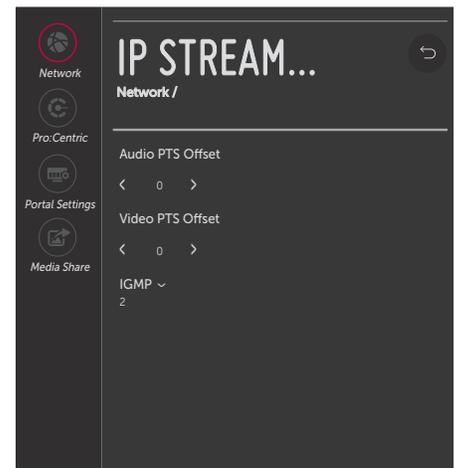 Network
Pro:Centric
Portal Settings
Media Share
IP STREAM...
Network /
Audio PTS Offset
0
Video PTS Offset
0
IGMP
2